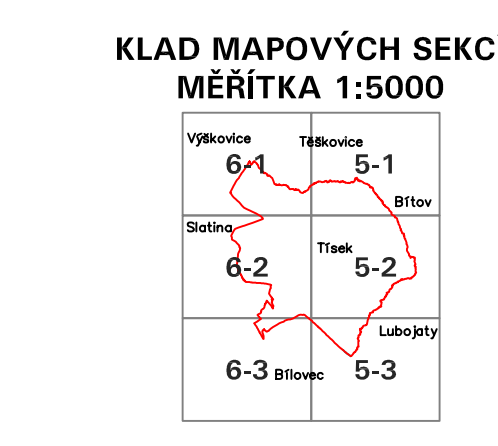 KLAD MAPOVÝCH SEKC
MĚŘÍTKA 1:5000
Výškovice
Těškovice
6-1
5-1
Bítov
Slatina
Tísek
6-2
5-2
Lubojaty
6-3
Bílovec
5-3